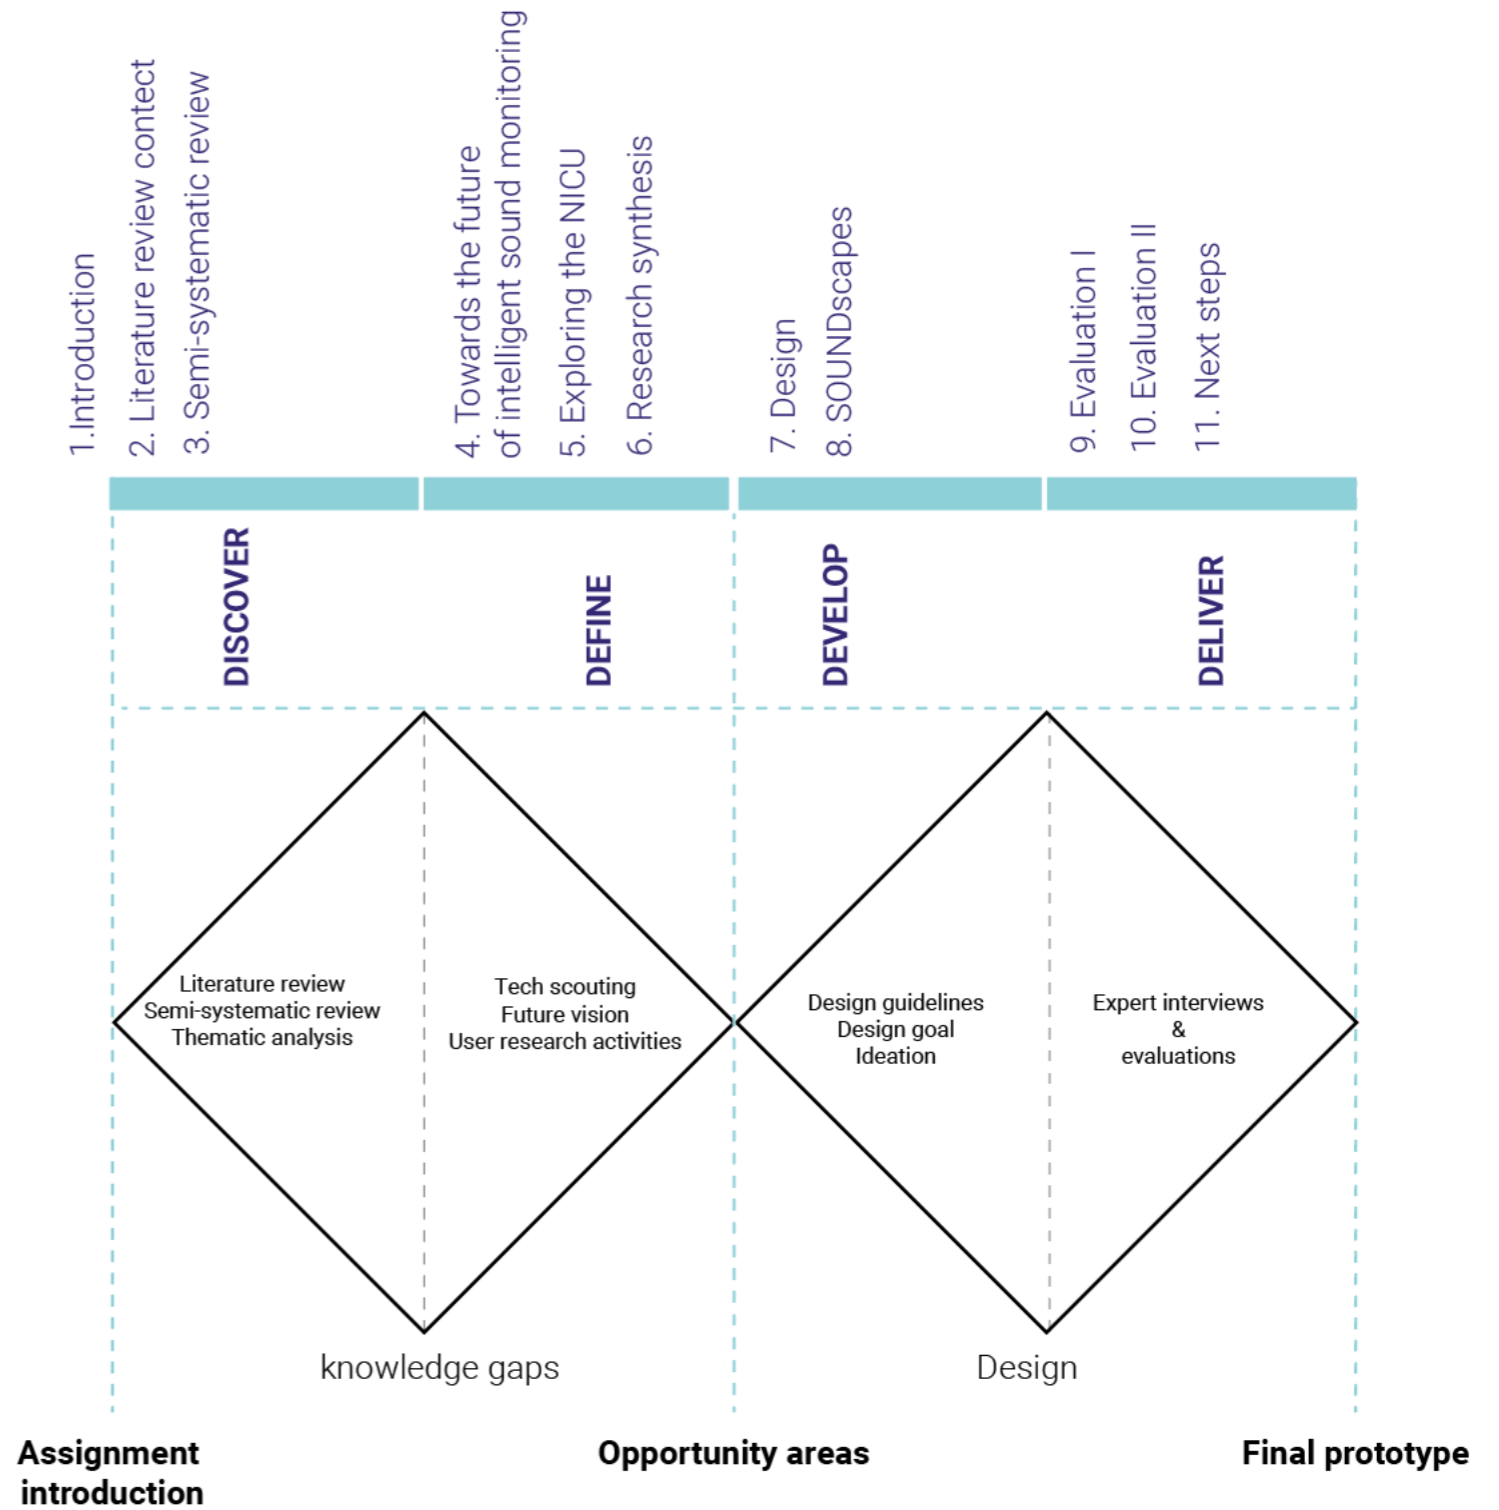 1.Introduction
2. Literature review contect
3. Semi-systematic review
4. Towards the future
of intelligent sound monitoring
5. Exploring the NICU
6. Research synthesis
7. Design
8. SOUNDscapes
9. Evaluation I
10. Evaluation II
11. Next steps
DISCOVER
DEFINE
DEVELOP
DELIVER
Literature review
Semi-systematic review
Thematic analysis
Tech scouting
Future vision
User research activities
Design guidelines
Design goal
Ideation
Expert interviews
&
evaluations
knowledge gaps
Design
Assignment
introduction
Opportunity areas
Final prototype